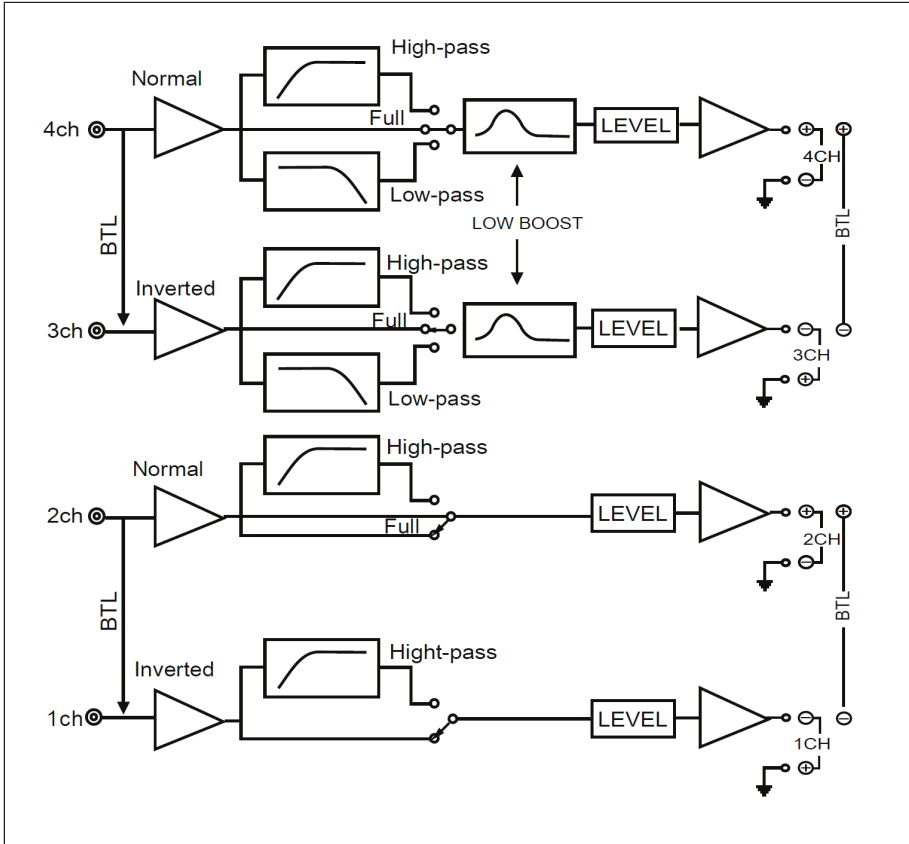 High-pass
Normal
4ch
Full
LEVEL
⊕
⊕
4CH
⊖
Low-pass
BTL
LOW BOOST
BTL
High-pass
Inverted
3ch
Full
LEVEL
⊖
⊖
3CH
⊕
Low-pass
High-pass
Normal
2ch
Full
LEVEL
⊕
⊕
2CH
⊖
BTL
BTL
Hight-pass
Inverted
1ch
LEVEL
⊖
⊖
1CH
⊕